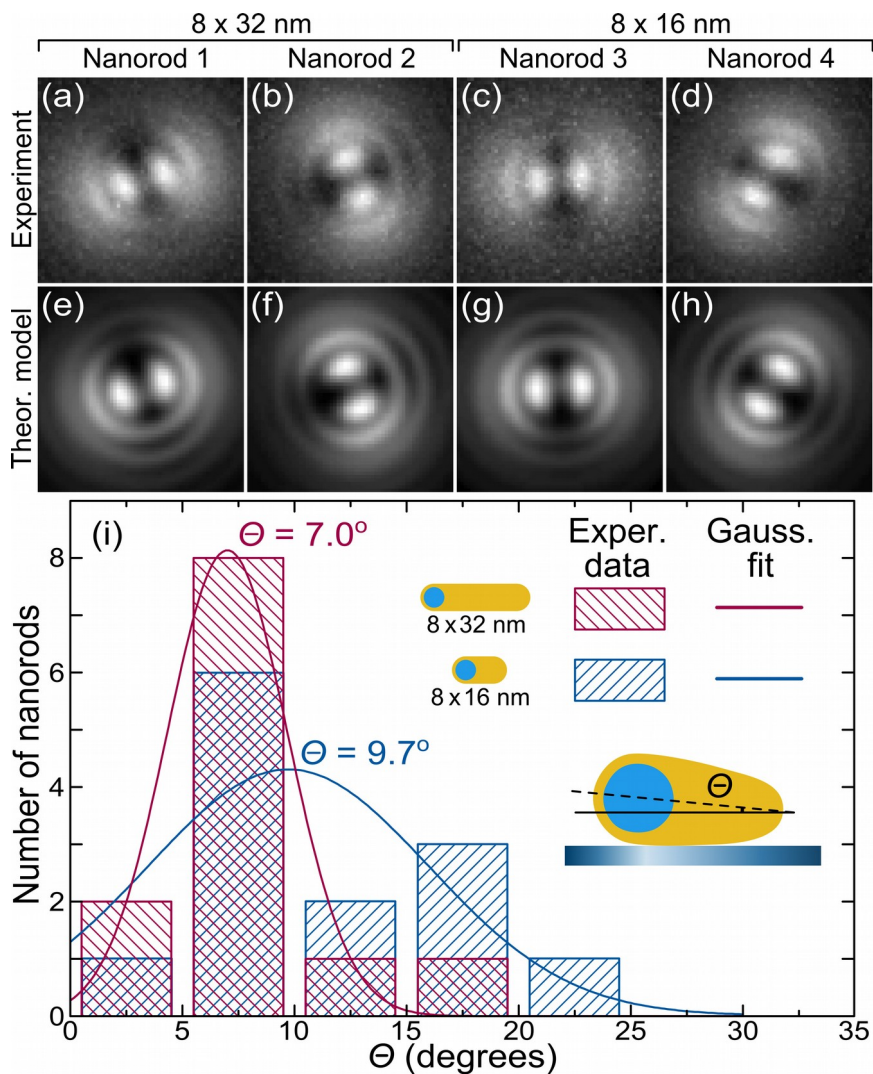 8 x 32 nm 8 x 16 nm
Nanorod 1 Nanorod 2 Nanorod 3 Nanorod 4
Experiment
(a) (b) (c) (d)
Theor. model
(e) (f) (g) (h)
(i)
Θ = 7.0°
Θ = 9.7°
Exper. data
Gauss. fit
8 x 32 nm
8 x 16 nm
Θ
Number of nanorods
8
6
4
2
0
0 5 10 15 20 25 30 35
Θ (degrees)